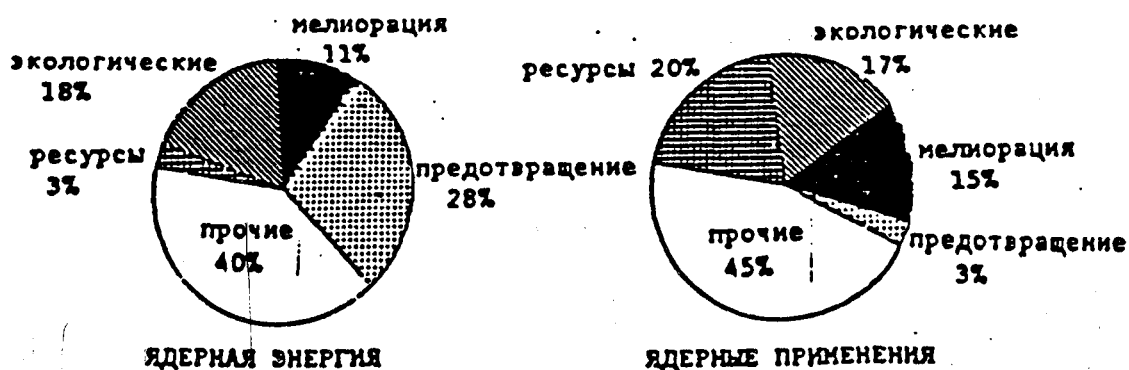 мелиорация
11%
экологические
18%
ресурсы
3%
предотвращение
28%
прочие
40%
ЯДЕРНАЯ ЭНЕРГИЯ
экологические
17%
ресурсы 20%
мелиорация
15%
предотвращение
3%
прочие
45%
ЯДЕРНЫЕ ПРИМЕНЕНИЯ